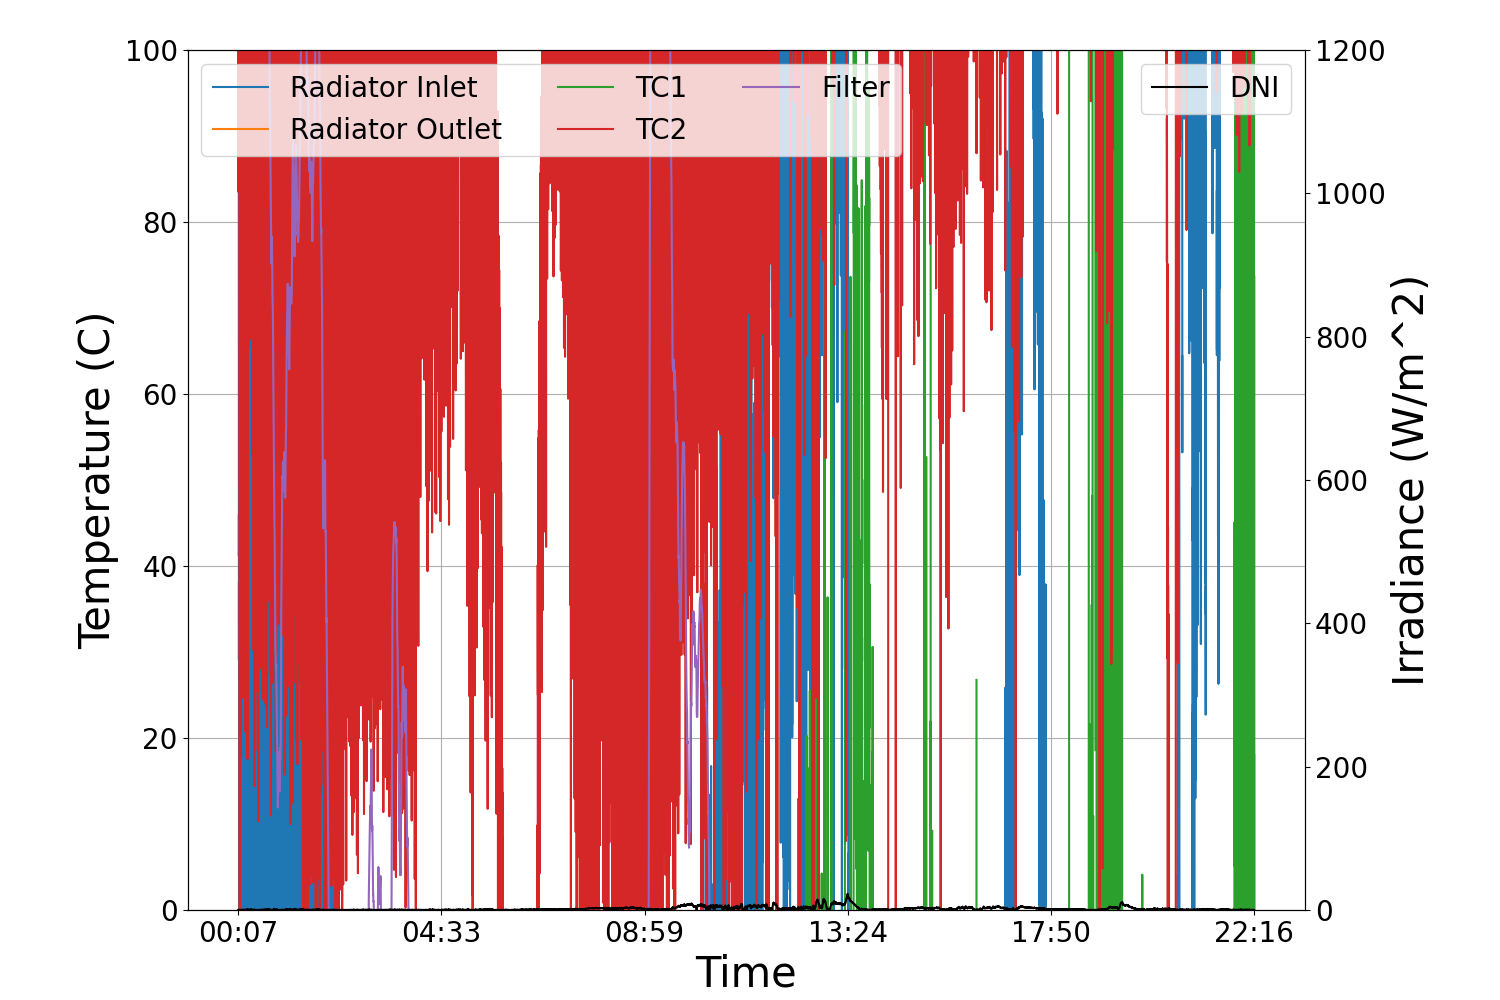 100
80
60
40
20
0
Temperature (C)
Radiator Inlet
Radiator Outlet
TC1
TC2
Filter
DNI
1200
1000
800
600
400
200
0
Irradiance (W/m^2)
00:07 04:33 08:59 13:24 17:50 22:16
Time